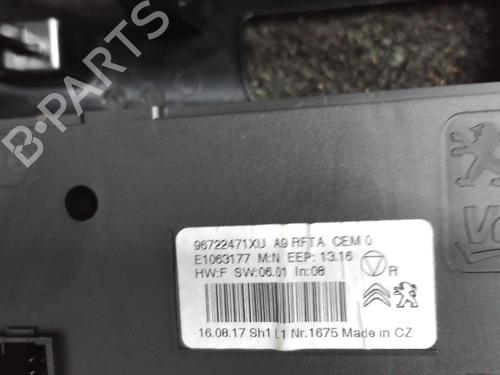 B-PARTS
96722471XU A9 RFTA CEM 0
E1063177 M:N EEP: 13.16
HW:F SW:06.01 In:08
R
16.08.17 Sh1 L1 Nr.1675 Made in CZ